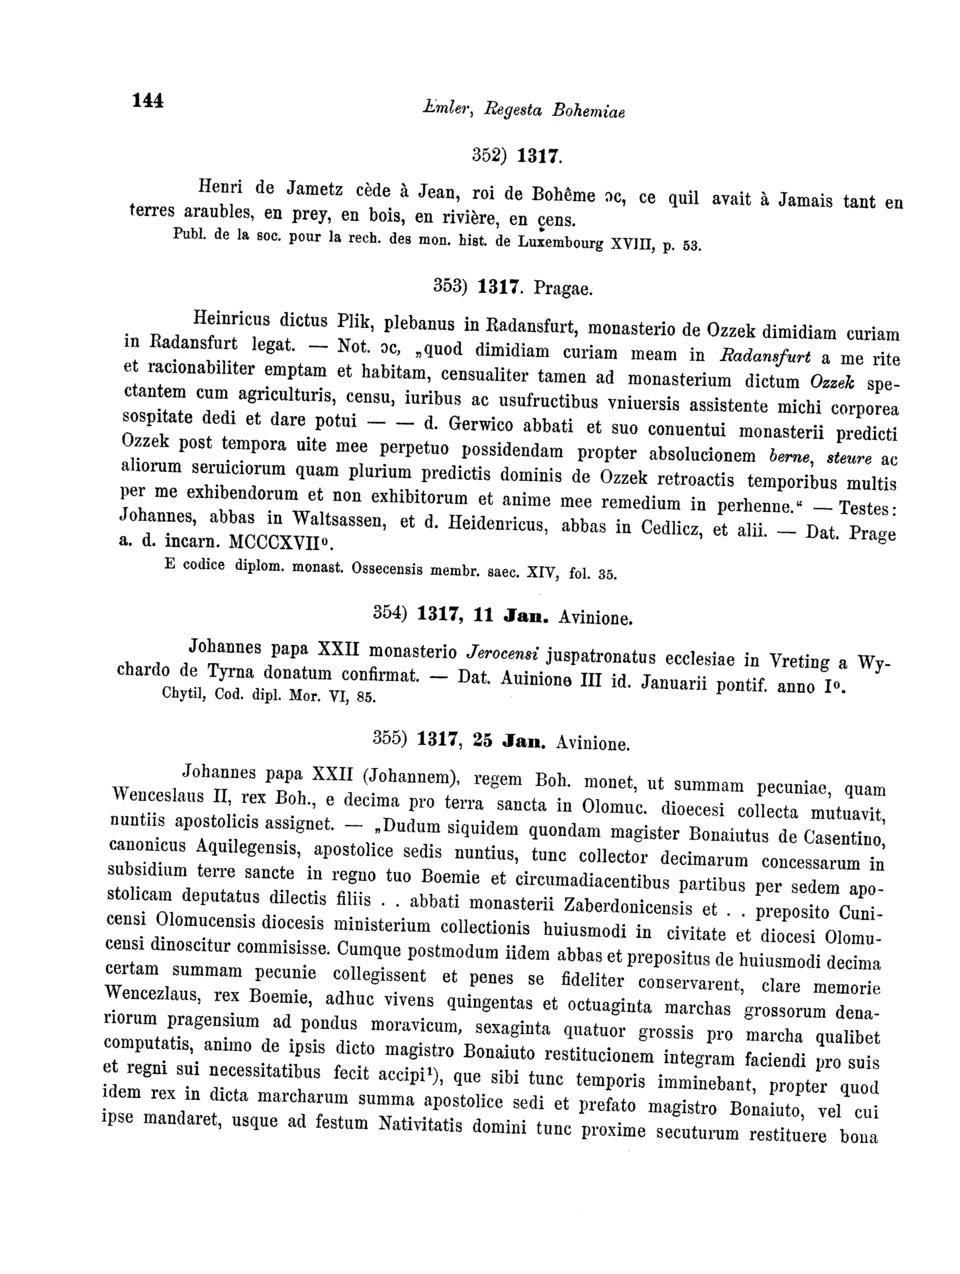 144
Emler, Regesta Bohemiae
352) 1317.
Henri de Jametz cède à Jean, roi de Bohême ɔc, ce quil avait à Jamais tant en
terres araubles, en prey, en bois, en rivière, en çens.
Publ. de la soc. pour la rech. des mon. hist. de Luxembourg XVIII, p. 53.
353) 1317. Pragae.
Heinricus dictus Plik, plebanus in Radansfurt, monasterio de Ozzek dimidiam curiam
in Radansfurt legat. — Not. ɔc, „quod dimidiam curiam meam in Radansfurt a me rite
et racionabiliter emptam et habitam, censualiter tamen ad monasterium dictum Ozzek spe-
ctantem cum agriculturis, censu, iuribus ac usufructibus vniuersis assistente michi corporea
sospitate dedi et dare potui — — d. Gerwico abbati et suo conuentui monasterii predicti
Ozzek post tempora uite mee perpetuo possidendam propter absolucionem berne, steure ac
aliorum seruiciorum quam plurium predictis dominis de Ozzek retroactis temporibus multis
per me exhibendorum et non exhibitorum et anime mee remedium in perhenne.“ — Testes:
Johannes, abbas in Waltsassen, et d. Heidenricus, abbas in Cedlicz, et alii. — Dat. Prage
a. d. incarn. MCCCXVIIº.
E codice diplom. monast. Ossecensis membr. saec. XIV, fol. 35.
354) 1317, 11 Jan. Avinione.
Johannes papa XXII monasterio Jerocensi juspatronatus ecclesiae in Vreting a Wy-
chardo de Tyrna donatum confirmat. — Dat. Auinione III id. Januarii pontif. anno Iº.
Chytil, Cod. dipl. Mor. VI, 85.
355) 1317, 25 Jan. Avinione.
Johannes papa XXII (Johannem), regem Boh. monet, ut summam pecuniae, quam
Wenceslaus II, rex Boh., e decima pro terra sancta in Olomuc. dioecesi collecta mutuavit,
nuntiis apostolicis assignet. — „Dudum siquidem quondam magister Bonaiutus de Casentino,
canonicus Aquilegensis, apostolice sedis nuntius, tunc collector decimarum concessarum in
subsidium terre sancte in regno tuo Boemie et circumadiacentibus partibus per sedem apo-
stolicam deputatus dilectis filiis . . abbati monasterii Zaberdonicensis et . . preposito Cuni-
censi Olomucensis diocesis ministerium collectionis huiusmodi in civitate et diocesi Olomu-
censi dinoscitur commisisse. Cumque postmodum iidem abbas et prepositus de huiusmodi decima
certam summam pecunie collegissent et penes se fideliter conservarent, clare memorie
Wencezlaus, rex Boemie, adhuc vivens quingentas et octuaginta marchas grossorum dena-
riorum pragensium ad pondus moravicum, sexaginta quatuor grossis pro marcha qualibet
computatis, animo de ipsis dicto magistro Bonaiuto restitucionem integram faciendi pro suis
et regni sui necessitatibus fecit accipi¹), que sibi tunc temporis imminebant, propter quod
idem rex in dicta marcharum summa apostolice sedi et prefato magistro Bonaiuto, vel cui
ipse mandaret, usque ad festum Nativitatis domini tunc proxime secuturum restituere bona